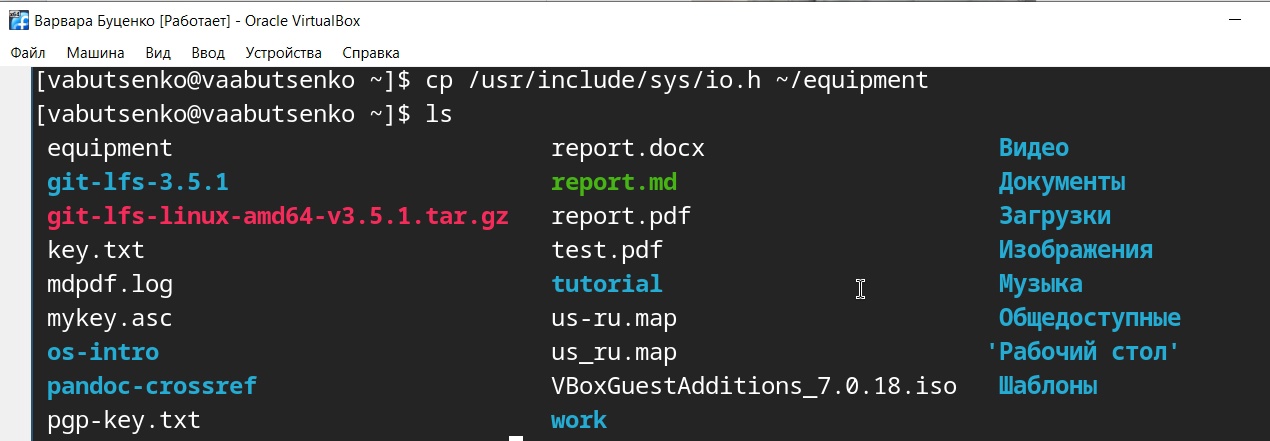 Варвара Буценко [Работает] - Oracle VirtualBox
Файл Машина Вид Ввод Устройства Справка
[vabutsenko@vaabutsenko ~]$ cp /usr/include/sys/io.h ~/equipment
[vabutsenko@vaabutsenko ~]$ ls
equipment report.docx Видео
git-lfs-3.5.1 report.md Документы
git-lfs-linux-amd64-v3.5.1.tar.gz report.pdf Загрузки
key.txt test.pdf Изображения
mdpdf.log tutorial Музыка
mykey.asc us-ru.map Общедоступные
os-intro us_ru.map 'Рабочий стол'
pandoc-crossref VBoxGuestAdditions_7.0.18.iso Шаблоны
pgp-key.txt work